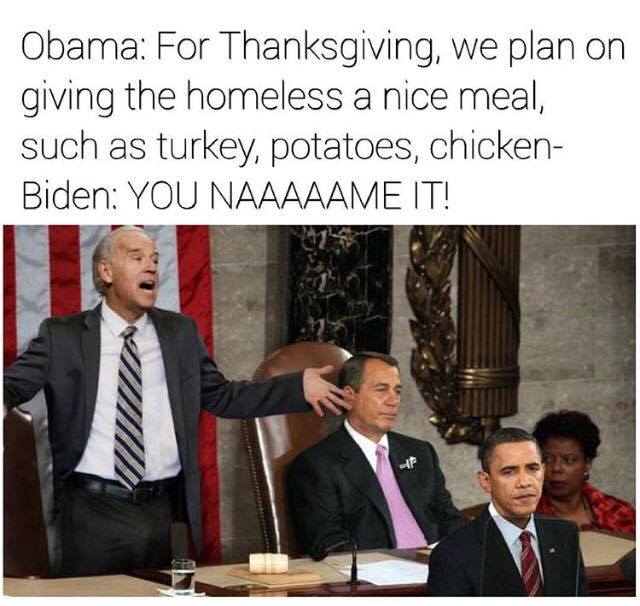 Obama: For Thanksgiving, we plan on
giving the homeless a nice meal,
such as turkey, potatoes, chicken-
Biden: YOU NAAAAAME IT!